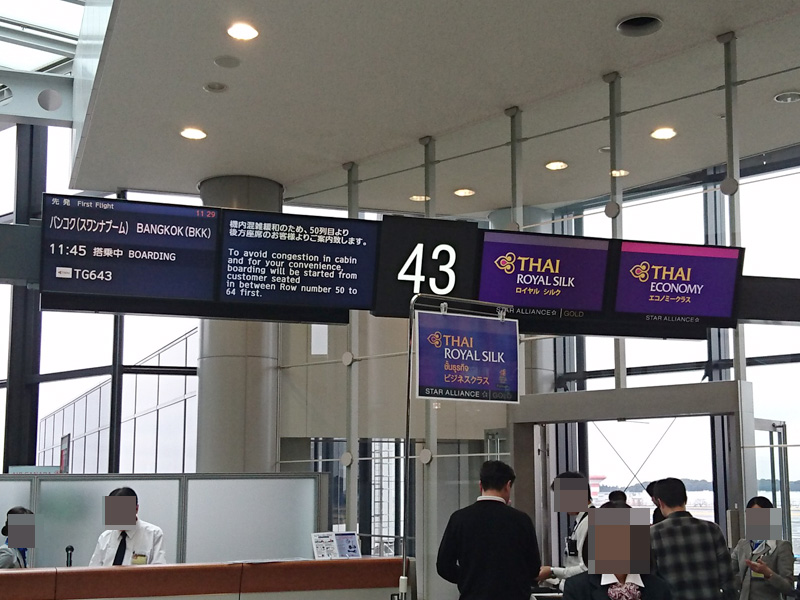 先発 First Flight
11 29
バンコク(スワンナプーム) BANGKOK(BKK)
11:45 搭乗中 BOARDING
TG643
機内混雑緩和のため、50列目より
後方座席のお客様よりご案内致します。
To avoid congestion in cabin
and for your convenience,
boarding will be started from
customer seated
in between Row number 50 to
64 first.
43
THAI
ROYAL SILK
ロイヤル シルク
STAR ALLIANCE GOLD
THAI
ECONOMY
エコノミークラス
STAR ALLIANCE
THAI
ROYAL SILK
ชั้นธุรกิจ
ビジネスクラス
STAR ALLIANCE GOLD